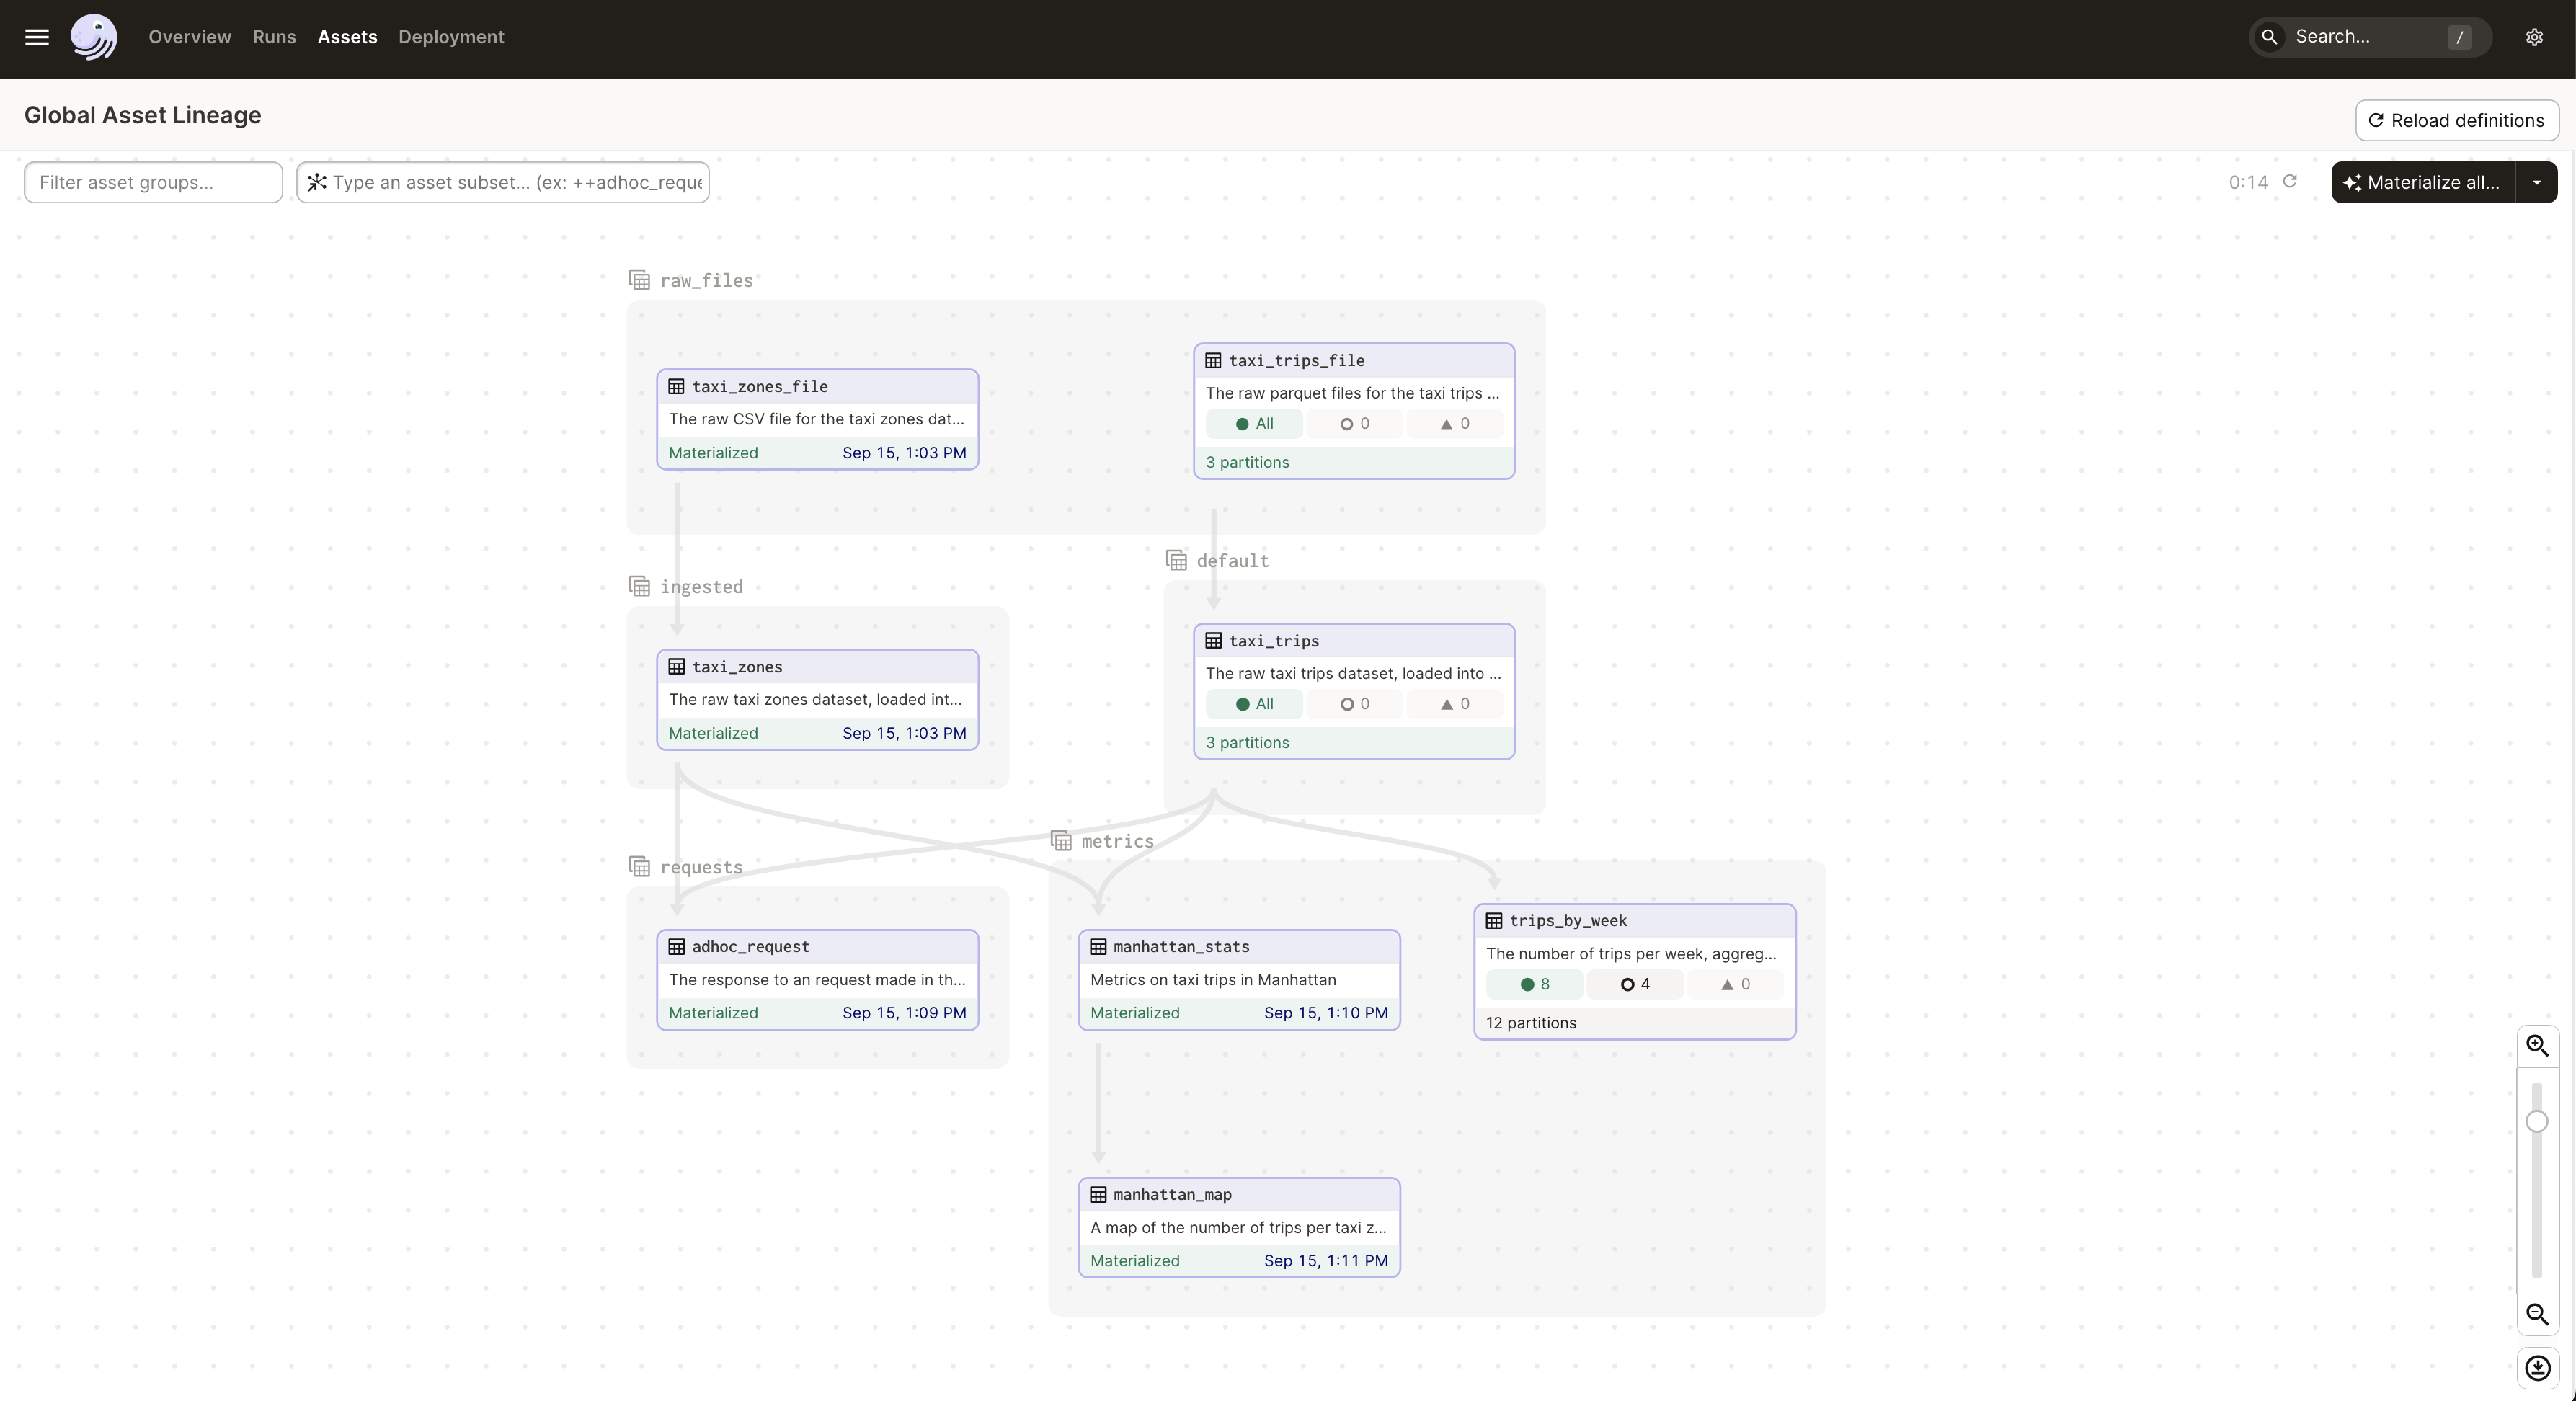 Overview Runs Assets Deployment
Search... /
Global Asset Lineage
Reload definitions
Filter asset groups...
Type an asset subset... (ex: ++adhoc_reque
0:14
Materialize all...
raw_files
taxi_zones_file
The raw CSV file for the taxi zones dat...
Materialized Sep 15, 1:03 PM
taxi_trips_file
The raw parquet files for the taxi trips ...
All 0 0
3 partitions
ingested
taxi_zones
The raw taxi zones dataset, loaded int...
Materialized Sep 15, 1:03 PM
default
taxi_trips
The raw taxi trips dataset, loaded into ...
All 0 0
3 partitions
requests
adhoc_request
The response to an request made in th...
Materialized Sep 15, 1:09 PM
metrics
manhattan_stats
Metrics on taxi trips in Manhattan
Materialized Sep 15, 1:10 PM
trips_by_week
The number of trips per week, aggreg...
8 4 0
12 partitions
manhattan_map
A map of the number of trips per taxi z...
Materialized Sep 15, 1:11 PM